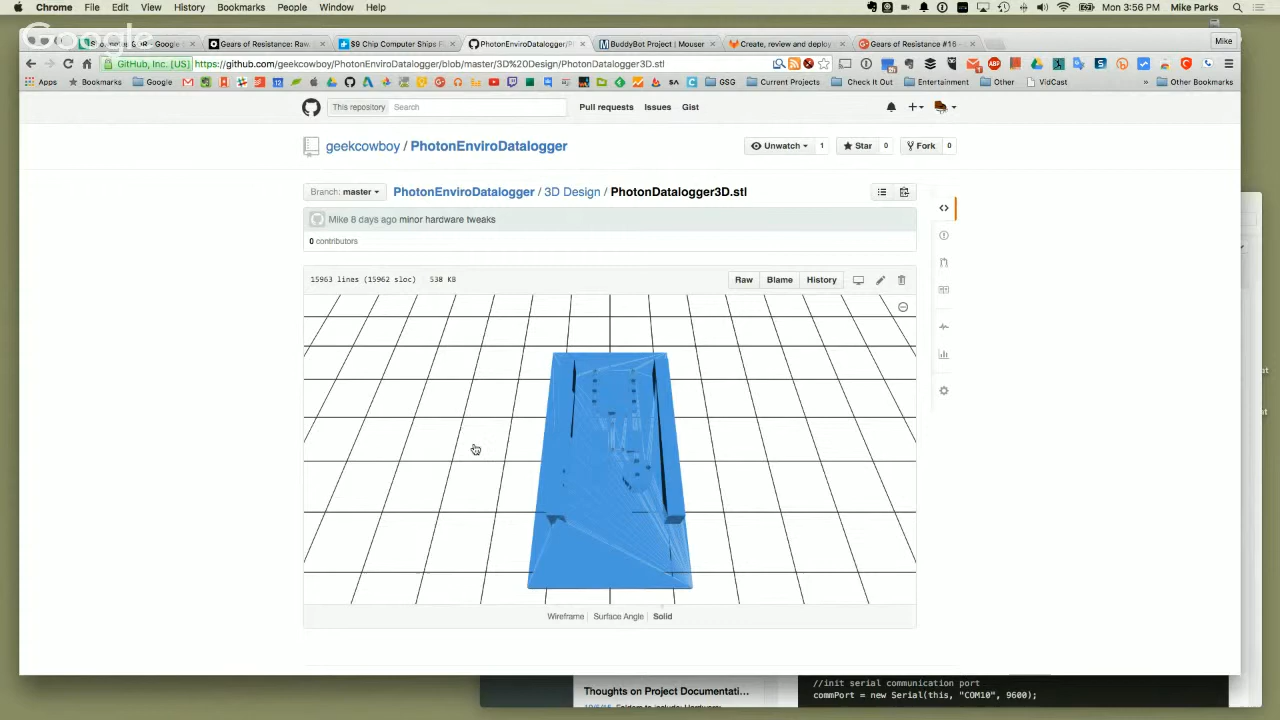 Chrome File Edit View History Bookmarks People Window Help Mon 3:56 PM Mike Parks
Google
Gears of Resistance: Raw
$9 Chip Computer Ships F
PhotonEnviroDatalogger/P
BuddyBot Project | Mouser
Create, review and deploy
Gears of Resistance #16 -
Mike
GitHub, Inc. [US] https://github.com/geekcowboy/PhotonEnviroDatalogger/blob/master/3D%20Design/PhotonDatalogger3D.stl
Apps Bookmarks Google GSG Current Projects Check It Out Entertainment Other VidCast » Other Bookmarks
This repository Search Pull requests Issues Gist
geekcowboy / PhotonEnviroDatalogger Unwatch 1 Star 0 Fork 0
Branch: master PhotonEnviroDatalogger / 3D Design / PhotonDatalogger3D.stl
Mike 8 days ago minor hardware tweaks
0 contributors
15963 lines (15962 sloc) 538 KB Raw Blame History
Wireframe Surface Angle Solid
//init serial communication port
Thoughts on Project Documentati...
commPort = new Serial(this, "COM10", 9600);